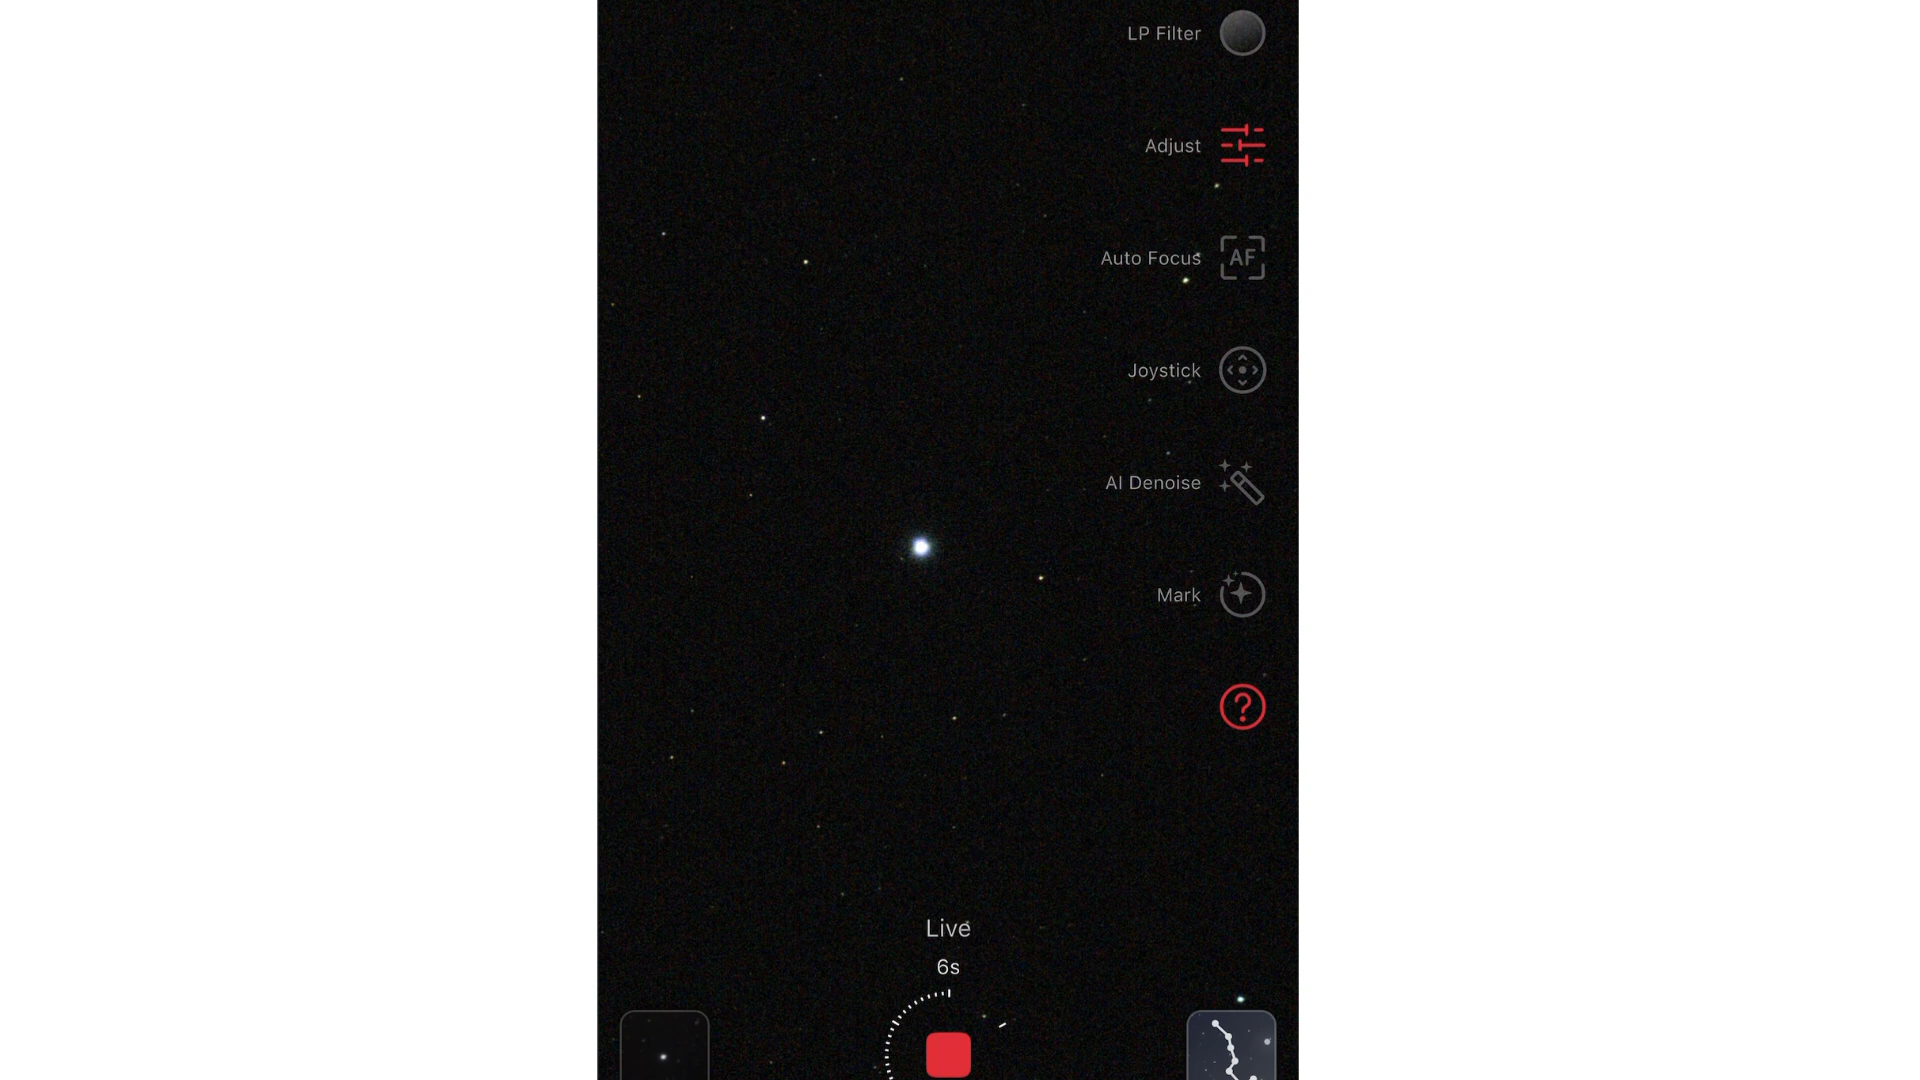 LP Filter
Adjust
Auto Focus
AF
Joystick
AI Denoise
Mark
?
Live
6s